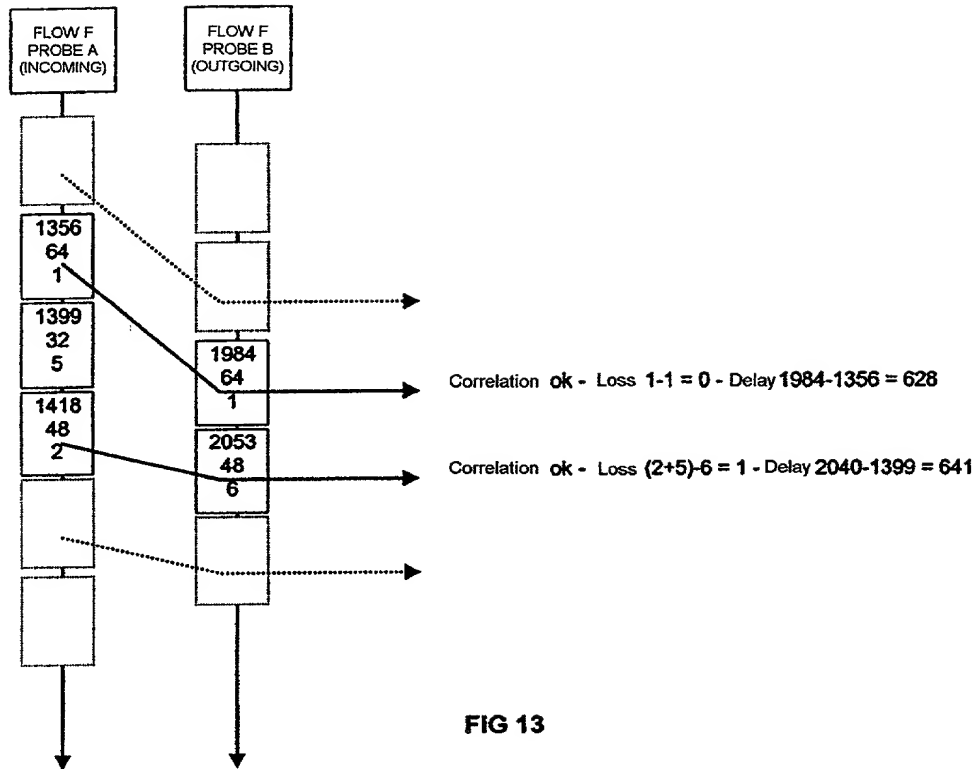 FLOW F
PROBE A
(INCOMING)
FLOW F
PROBE B
(OUTGOING)
1356
64
1
1399
32
5
1418
48
2
1984
64
1
2053
48
6
Correlation ok - Loss 1-1 = 0 - Delay 1984-1356 = 628
Correlation ok - Loss (2+5)-6 = 1 - Delay 2040-1399 = 641
FIG 13